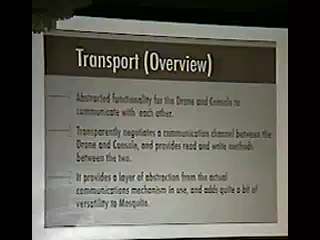 Transport (Overview)
Abstracted functionality for the Drone and Console to
communicate with each other.
Transparently negotiates a communication channel between the
Drone and Console, and provides read and write methods
between the two.
It provides a layer of abstraction from the actual
communications mechanism in use, and adds quite a bit of
versatility to Mosquito.